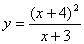 y = (x+4)² / (x+3)